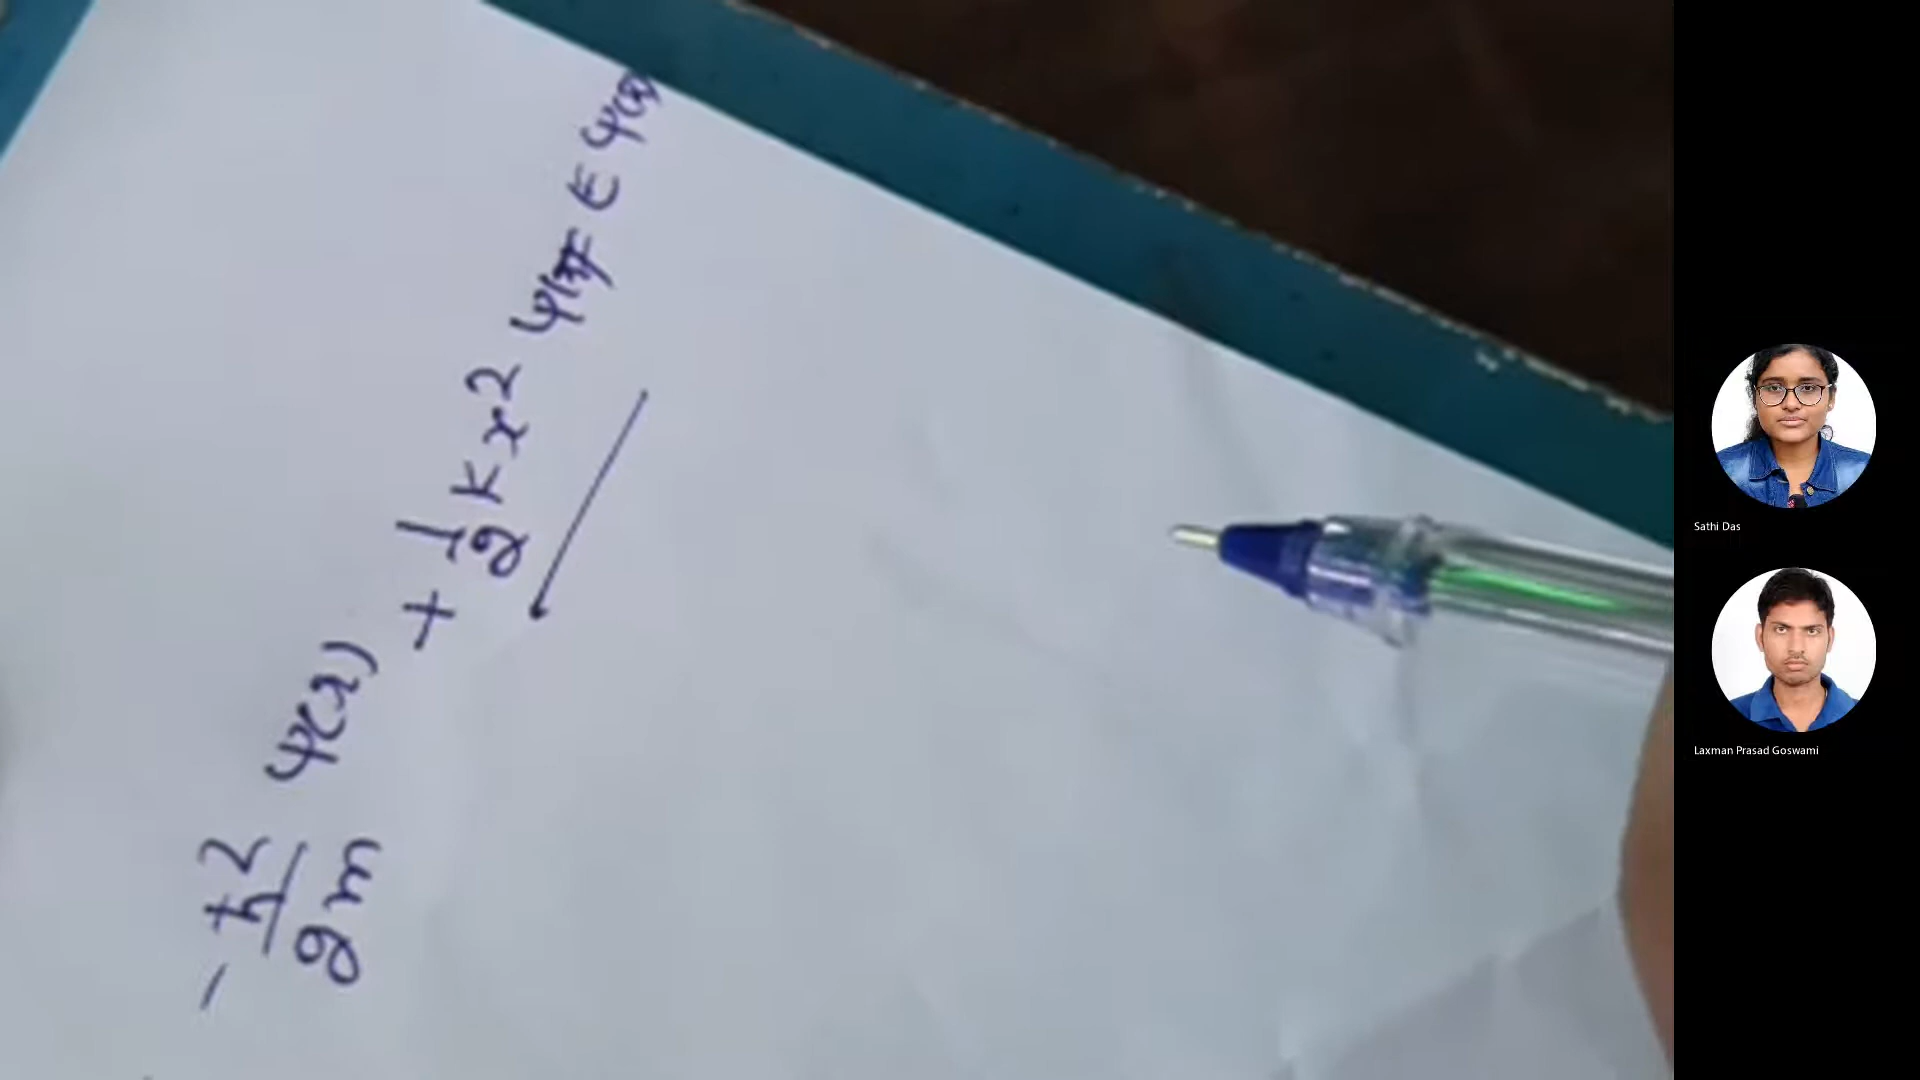 -ħ²/2m ψ(x) + 1/2 kx² ψ(x) = E ψ(x)
Sathi Das
Laxman Prasad Goswami